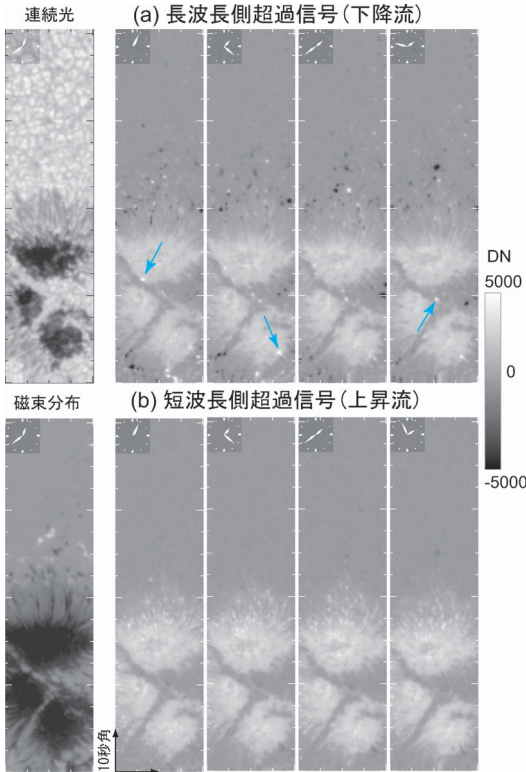 連続光
(a) 長波長側超過信号(下降流)
DN
5000
0
-5000
磁束分布
(b) 短波長側超過信号(上昇流)
10秒角